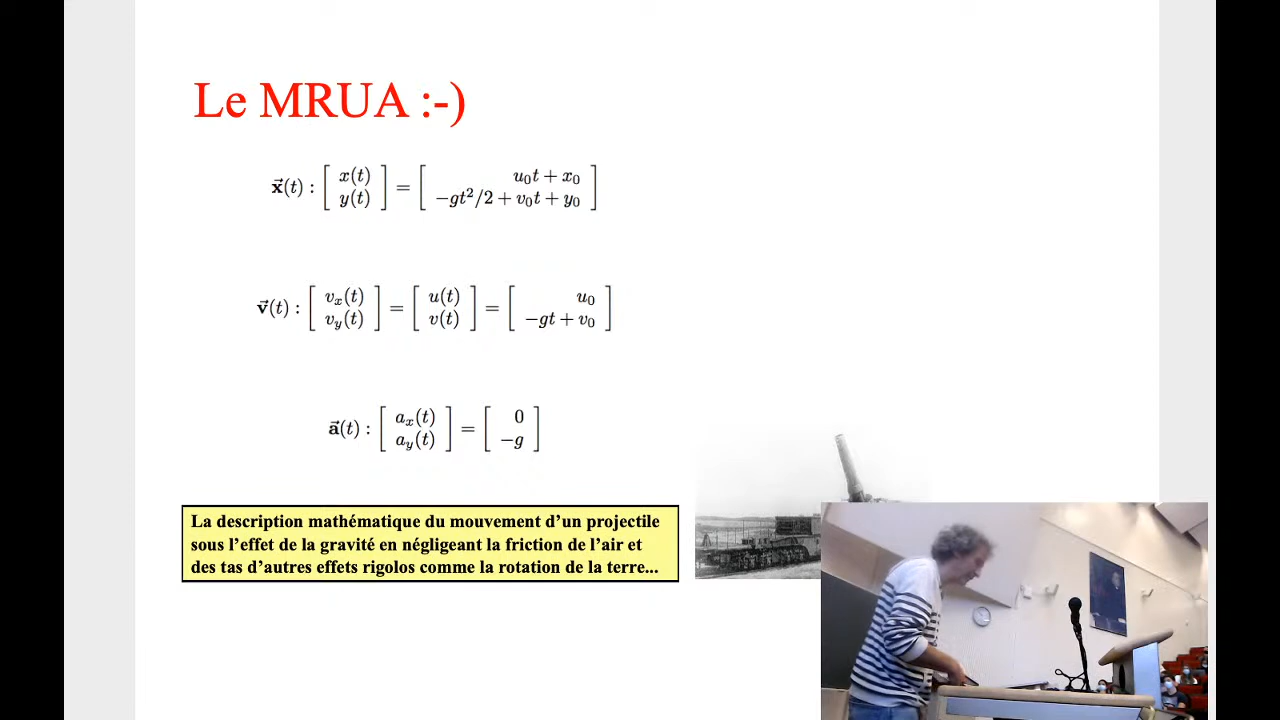 Le MRUA :-)
x⃗(t) : [ x(t) ; y(t) ] = [ u₀t + x₀ ; −gt²/2 + v₀t + y₀ ]
v⃗(t) : [ vₓ(t) ; v_y(t) ] = [ u(t) ; v(t) ] = [ u₀ ; −gt + v₀ ]
a⃗(t) : [ aₓ(t) ; a_y(t) ] = [ 0 ; −g ]
La description mathématique du mouvement d’un projectile
sous l’effet de la gravité en négligeant la friction de l’air et
des tas d’autres effets rigolos comme la rotation de la terre...